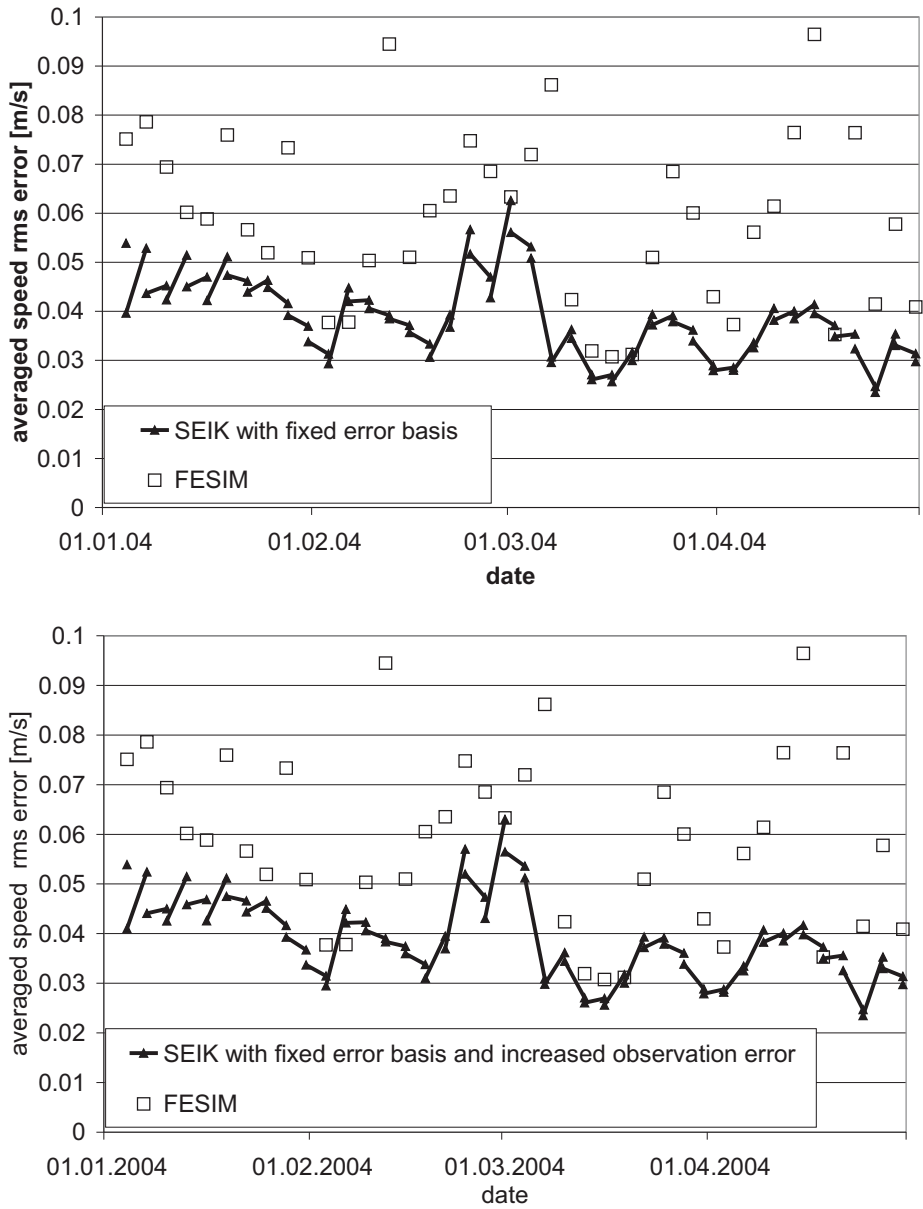 averaged speed rms error [m/s]
0.1
0.09
0.08
0.07
0.06
0.05
0.04
0.03
0.02
0.01
0
SEIK with fixed error basis
FESIM
01.01.04 01.02.04 01.03.04 01.04.04
date
averaged speed rms error [m/s]
0.1
0.09
0.08
0.07
0.06
0.05
0.04
0.03
0.02
0.01
0
SEIK with fixed error basis and increased observation error
FESIM
01.01.2004 01.02.2004 01.03.2004 01.04.2004
date